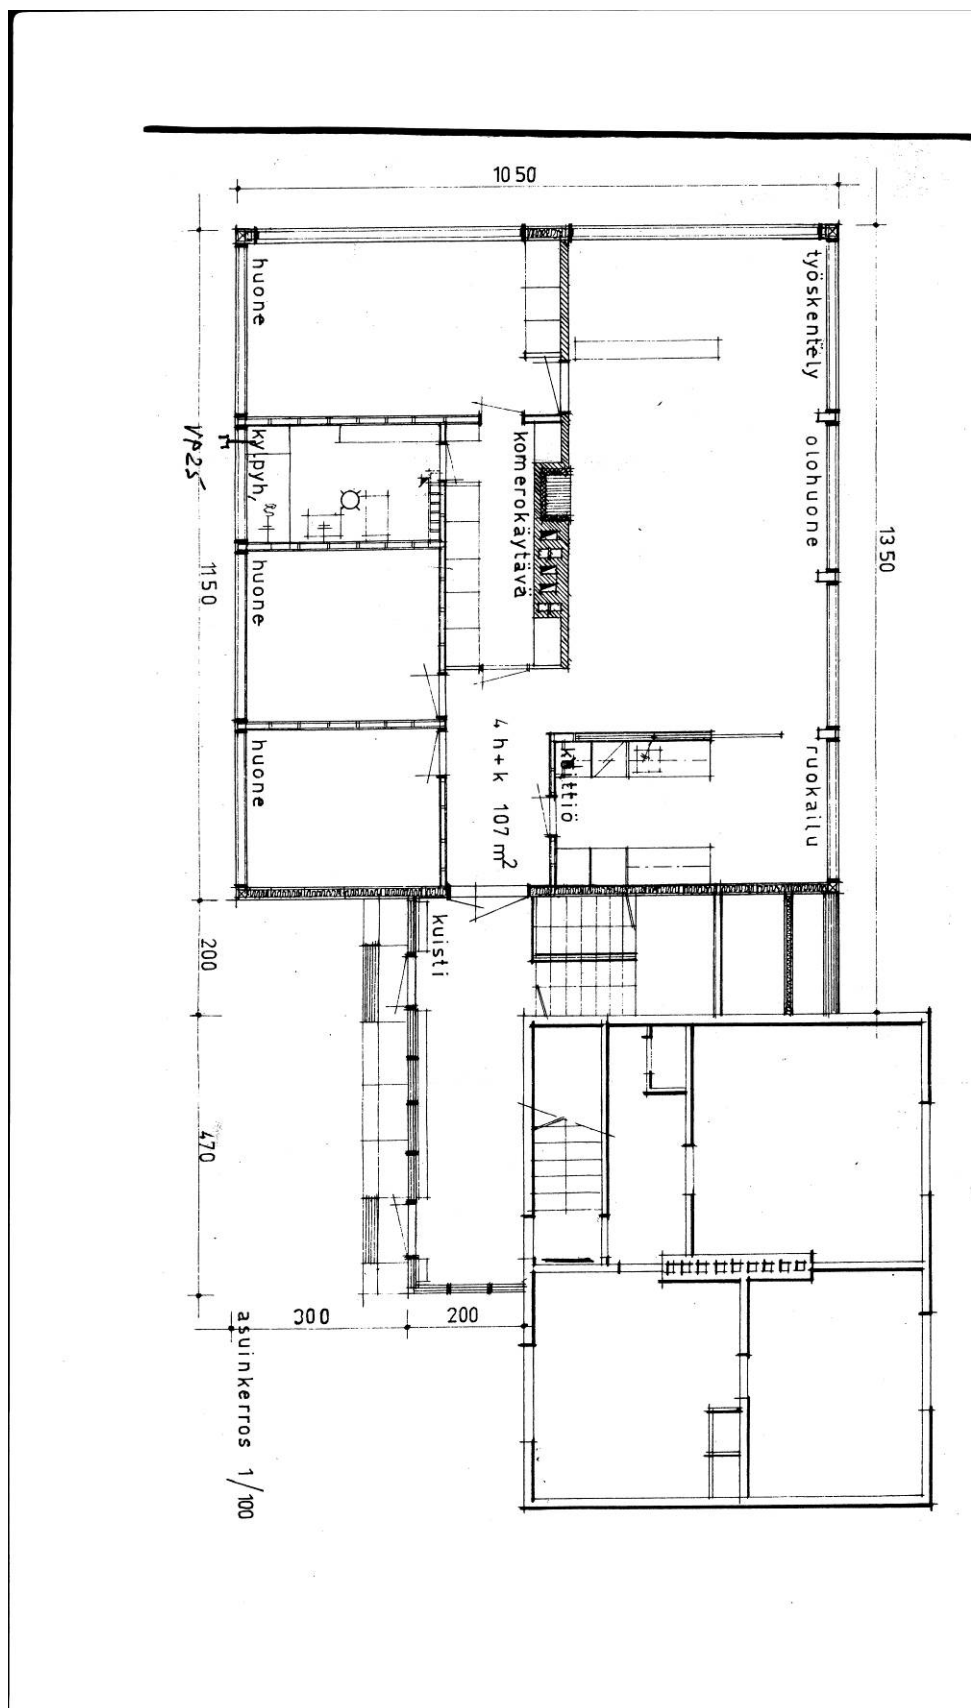 10 50
työskentely
olohuone
ruokailu
13 50
huone
kylpyh,
huone
huone
komerokäytävä
keittiö
4 h + k 107 m²
kuisti
VP25
1150
200
470
300
200
asuinkerros 1/100